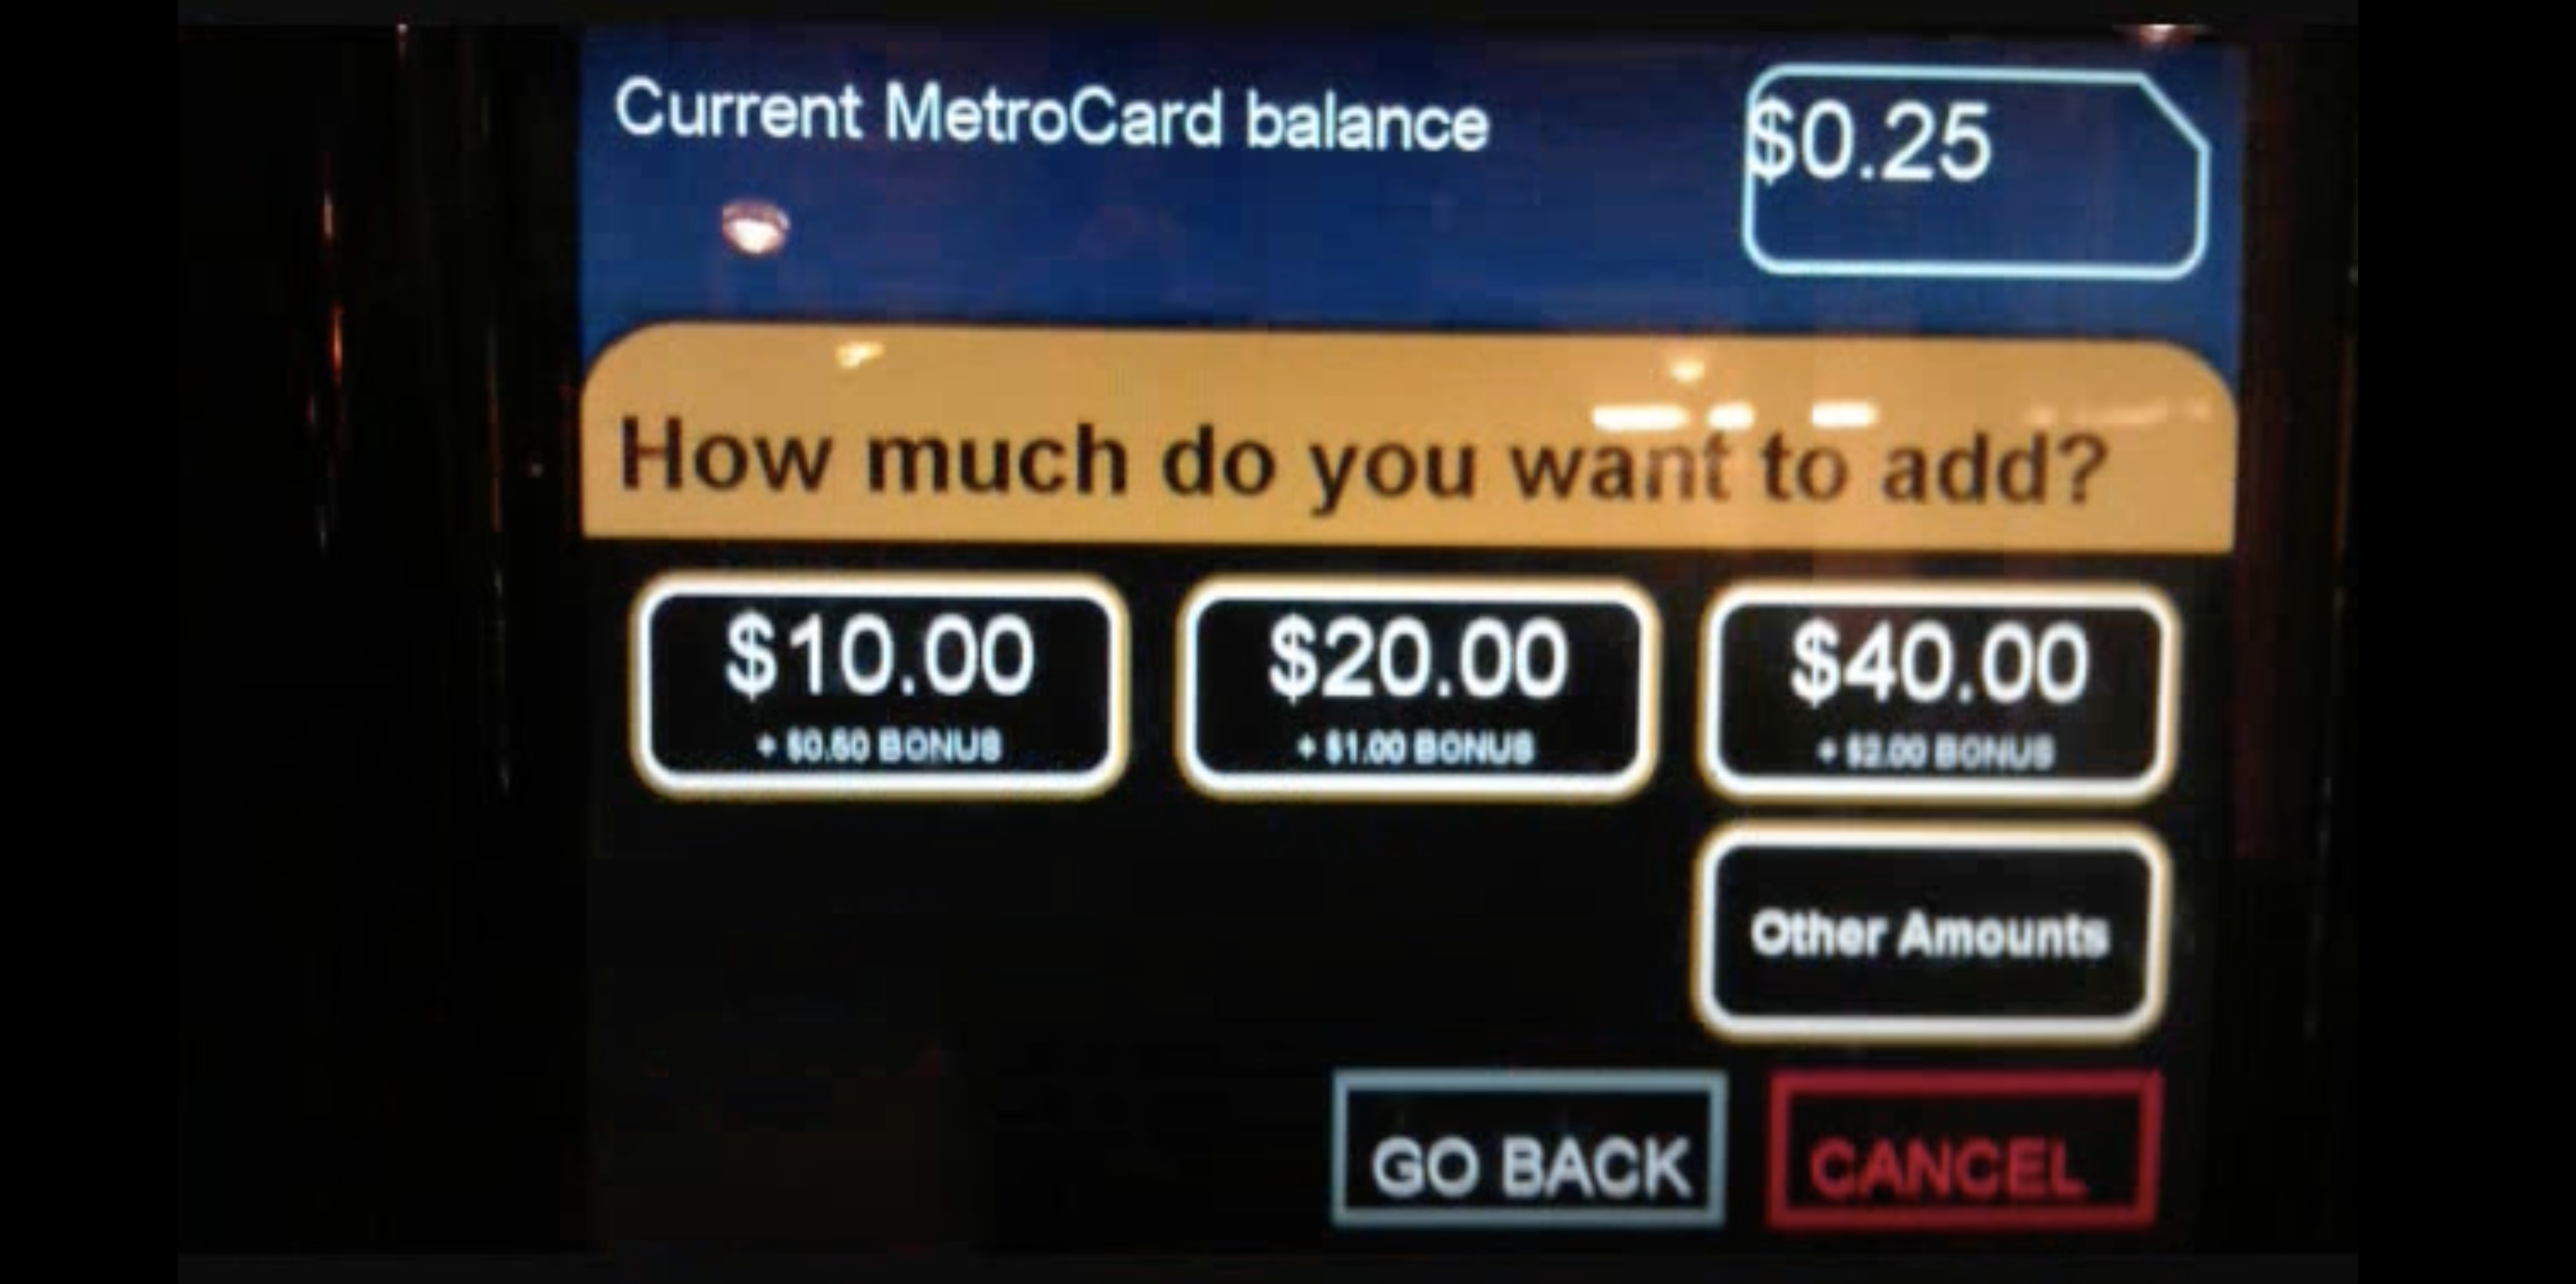 Current MetroCard balance
$0.25
How much do you want to add?
$10.00
+ $0.50 BONUS
$20.00
+ $1.00 BONUS
$40.00
+ $2.00 BONUS
Other Amounts
GO BACK
CANCEL